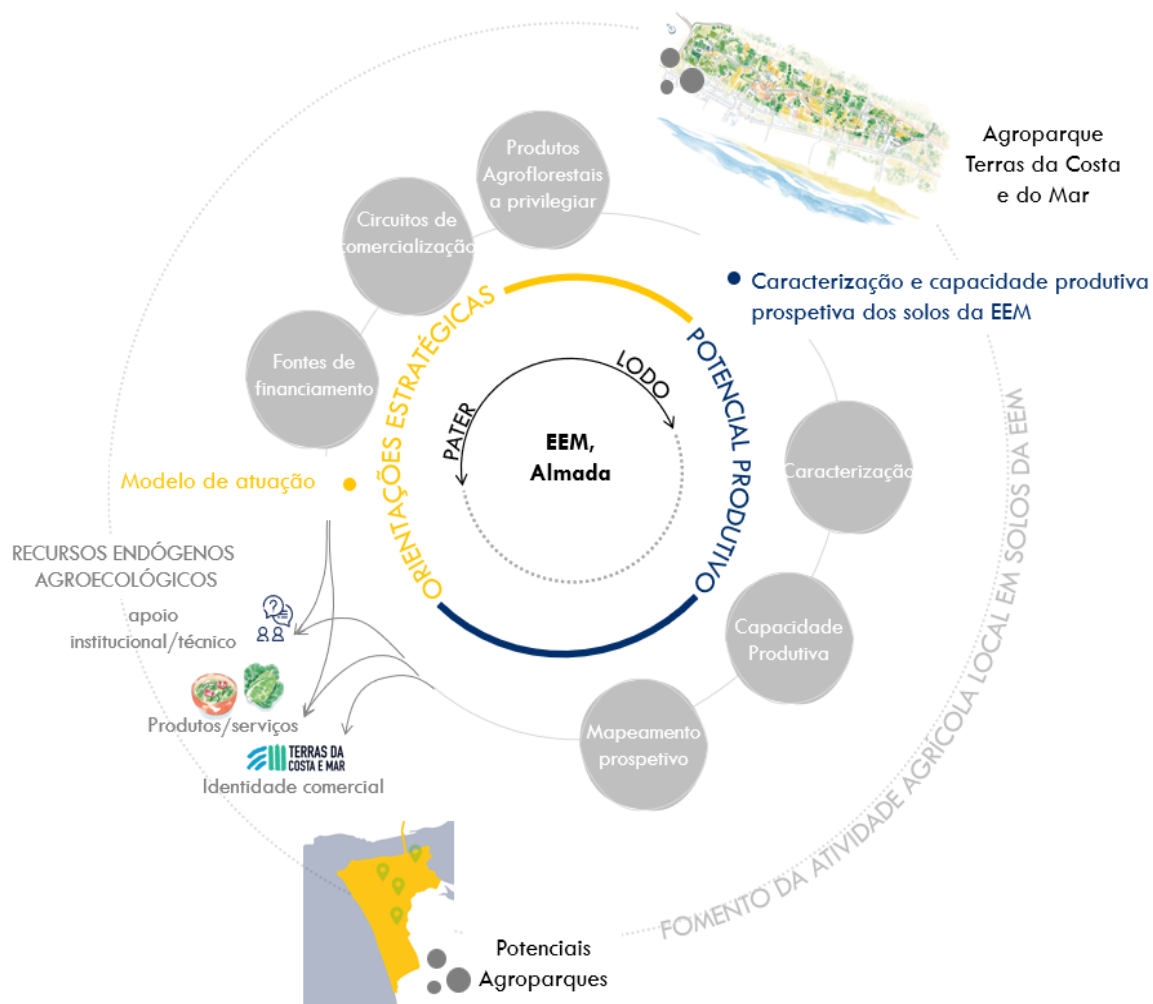 Produtos
Agroflorestais
a privilegiar
Agroparque
Terras da Costa
e do Mar
Circuitos de
comercialização
Caracterização e capacidade produtiva
prospetiva dos solos da EEM
ORIENTAÇÕES ESTRATÉGICAS
POTENCIAL PRODUTIVO
LODO
PATER
EEM,
Almada
Fontes de
financiamento
Caracterização
Modelo de atuação
RECURSOS ENDÓGENOS
AGROECOLÓGICOS
apoio
institucional/técnico
Produtos/serviços
TERRAS DA
COSTA E MAR
Identidade comercial
Capacidade
Produtiva
Mapeamento
prospetivo
FOMENTO DA ATIVIDADE AGRÍCOLA LOCAL EM SOLOS DA EEM
Potenciais
Agroparques